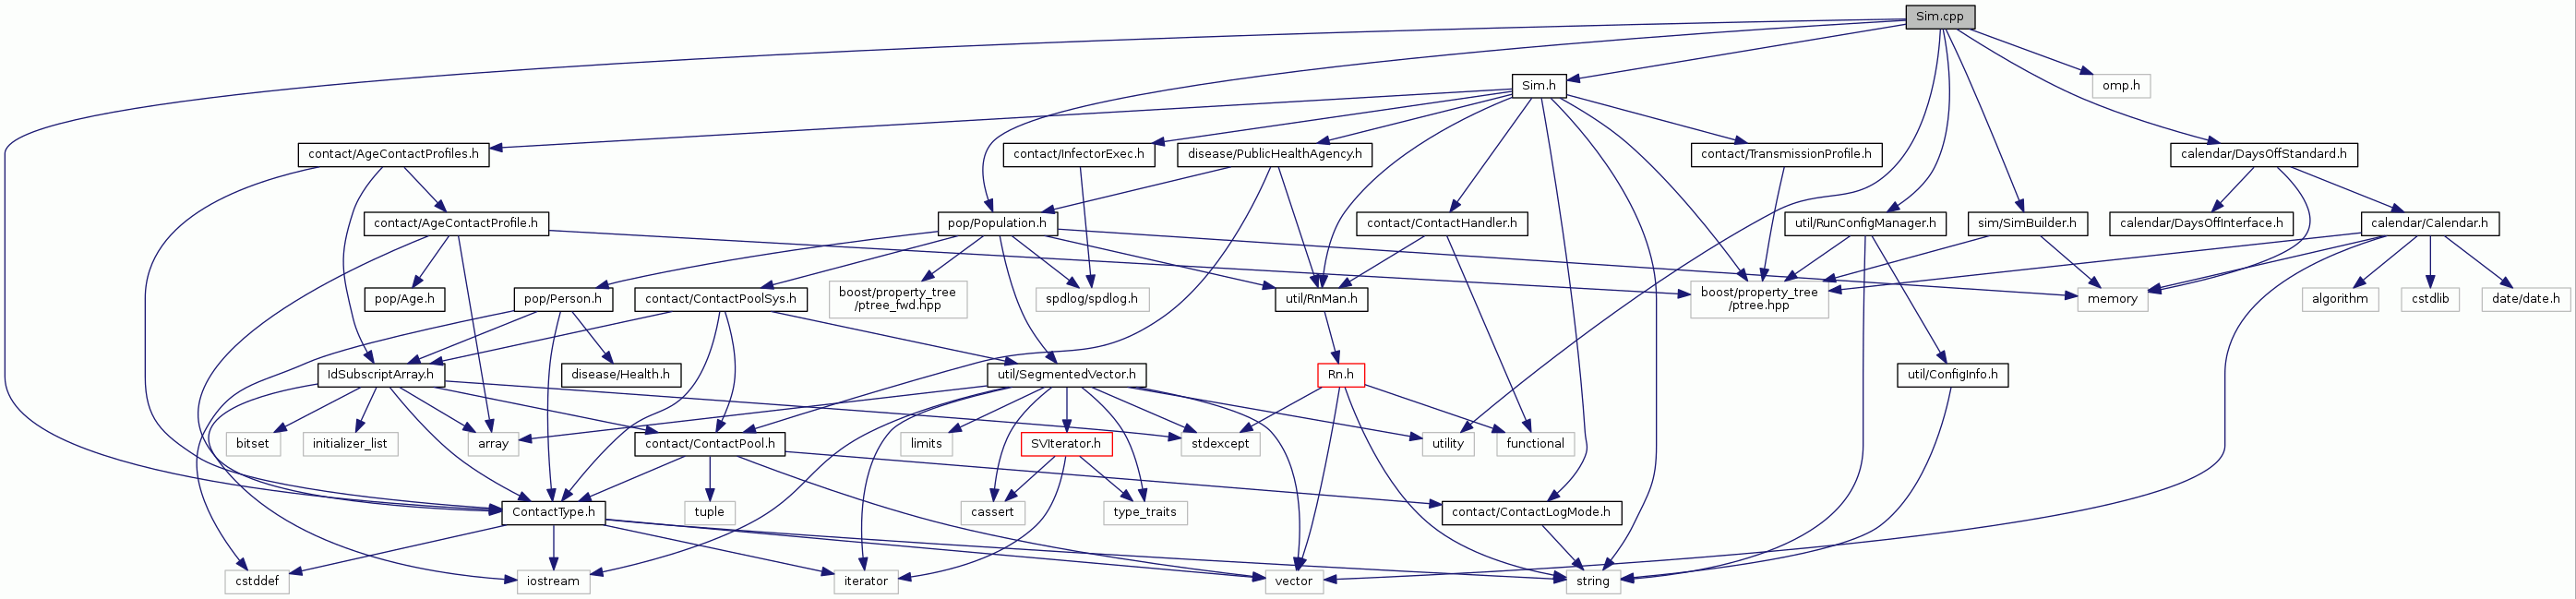 Sim.cpp
Sim.h
omp.h
contact/AgeContactProfiles.h
contact/InfectorExec.h
disease/PublicHealthAgency.h
contact/TransmissionProfile.h
calendar/DaysOffStandard.h
contact/AgeContactProfile.h
pop/Population.h
contact/ContactHandler.h
util/RunConfigManager.h
sim/SimBuilder.h
calendar/DaysOffInterface.h
calendar/Calendar.h
pop/Age.h
pop/Person.h
contact/ContactPoolSys.h
boost/property_tree
/ptree_fwd.hpp
spdlog/spdlog.h
util/RnMan.h
boost/property_tree
/ptree.hpp
memory
algorithm
cstdlib
date/date.h
IdSubscriptArray.h
disease/Health.h
util/SegmentedVector.h
Rn.h
util/ConfigInfo.h
bitset
initializer_list
array
contact/ContactPool.h
limits
SVIterator.h
stdexcept
utility
functional
ContactType.h
tuple
cassert
type_traits
contact/ContactLogMode.h
cstddef
iostream
iterator
vector
string